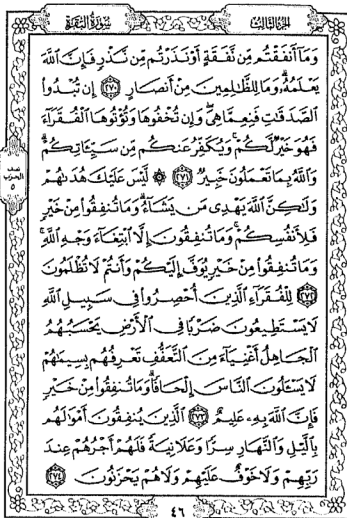 الجزء الثالث
سورة البقرة
وَمَآ أَنفَقْتُم مِّن نَّفَقَةٍ أَوْ نَذَرْتُم مِّن نَّذْرٍ فَإِنَّ ٱللَّهَ
يَعْلَمُهُۥ ۗ وَمَا لِلظَّٰلِمِينَ مِنْ أَنصَارٍ ٢٧٠ إِن تُبْدُوا۟
ٱلصَّدَقَٰتِ فَنِعِمَّا هِىَ ۖ وَإِن تُخْفُوهَا وَتُؤْتُوهَا ٱلْفُقَرَآءَ
فَهُوَ خَيْرٌ لَّكُمْ ۚ وَيُكَفِّرُ عَنكُم مِّن سَيِّـَٔاتِكُمْ ۗ
وَٱللَّهُ بِمَا تَعْمَلُونَ خَبِيرٌ ٢٧١ ۞ لَّيْسَ عَلَيْكَ هُدَىٰهُمْ
وَلَٰكِنَّ ٱللَّهَ يَهْدِى مَن يَشَآءُ ۗ وَمَا تُنفِقُوا۟ مِنْ خَيْرٍ
فَلِأَنفُسِكُمْ ۚ وَمَا تُنفِقُونَ إِلَّا ٱبْتِغَآءَ وَجْهِ ٱللَّهِ ۚ
وَمَا تُنفِقُوا۟ مِنْ خَيْرٍ يُوَفَّ إِلَيْكُمْ وَأَنتُمْ لَا تُظْلَمُونَ
٢٧٢ لِلْفُقَرَآءِ ٱلَّذِينَ أُحْصِرُوا۟ فِى سَبِيلِ ٱللَّهِ
لَا يَسْتَطِيعُونَ ضَرْبًا فِى ٱلْأَرْضِ يَحْسَبُهُمُ
ٱلْجَاهِلُ أَغْنِيَآءَ مِنَ ٱلتَّعَفُّفِ تَعْرِفُهُم بِسِيمَٰهُمْ
لَا يَسْـَٔلُونَ ٱلنَّاسَ إِلْحَافًا ۗ وَمَا تُنفِقُوا۟ مِنْ خَيْرٍ
فَإِنَّ ٱللَّهَ بِهِۦ عَلِيمٌ ٢٧٣ ٱلَّذِينَ يُنفِقُونَ أَمْوَٰلَهُم
بِٱلَّيْلِ وَٱلنَّهَارِ سِرًّا وَعَلَانِيَةً فَلَهُمْ أَجْرُهُمْ عِندَ
رَبِّهِمْ وَلَا خَوْفٌ عَلَيْهِمْ وَلَا هُمْ يَحْزَنُونَ ٢٧٤
نصف
الحزب
٥
٤٦